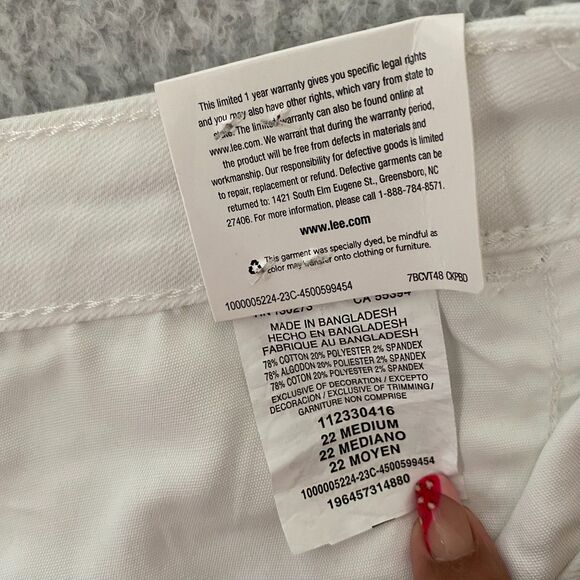 This limited 1 year warranty gives you specific legal rights
and you may also have other rights, which vary from state to
state. The limited warranty can also be found online at
www.lee.com. We warrant that during the warranty period,
the product will be free from defects in materials and
workmanship. Our responsibility for defective goods is limited
to repair, replacement or refund. Defective garments can be
returned to: 1421 South Elm Eugene St., Greensboro, NC
27406. For more information, please call 1-888-784-8571.
www.lee.com
This garment was specially dyed, be mindful as
color may transfer onto clothing or furniture.
7BCVT48 CKPBD
1000005224-23C-4500599454
RN 130273 CA 55394
MADE IN BANGLADESH
HECHO EN BANGLADESH
FABRIQUE AU BANGLADESH
78% COTTON 20% POLYESTER 2% SPANDEX
78% ALGODON 20% POLIESTER 2% SPANDEX
78% COTON 20% POLYESTER 2% SPANDEX
EXCLUSIVE OF DECORATION / EXCEPTO
DECORACION / EXCLUSIVE OF TRIMMING/
GARNITURE NON COMPRISE
112330416
22 MEDIUM
22 MEDIANO
22 MOYEN
1000005224-23C-4500599454
196457314880